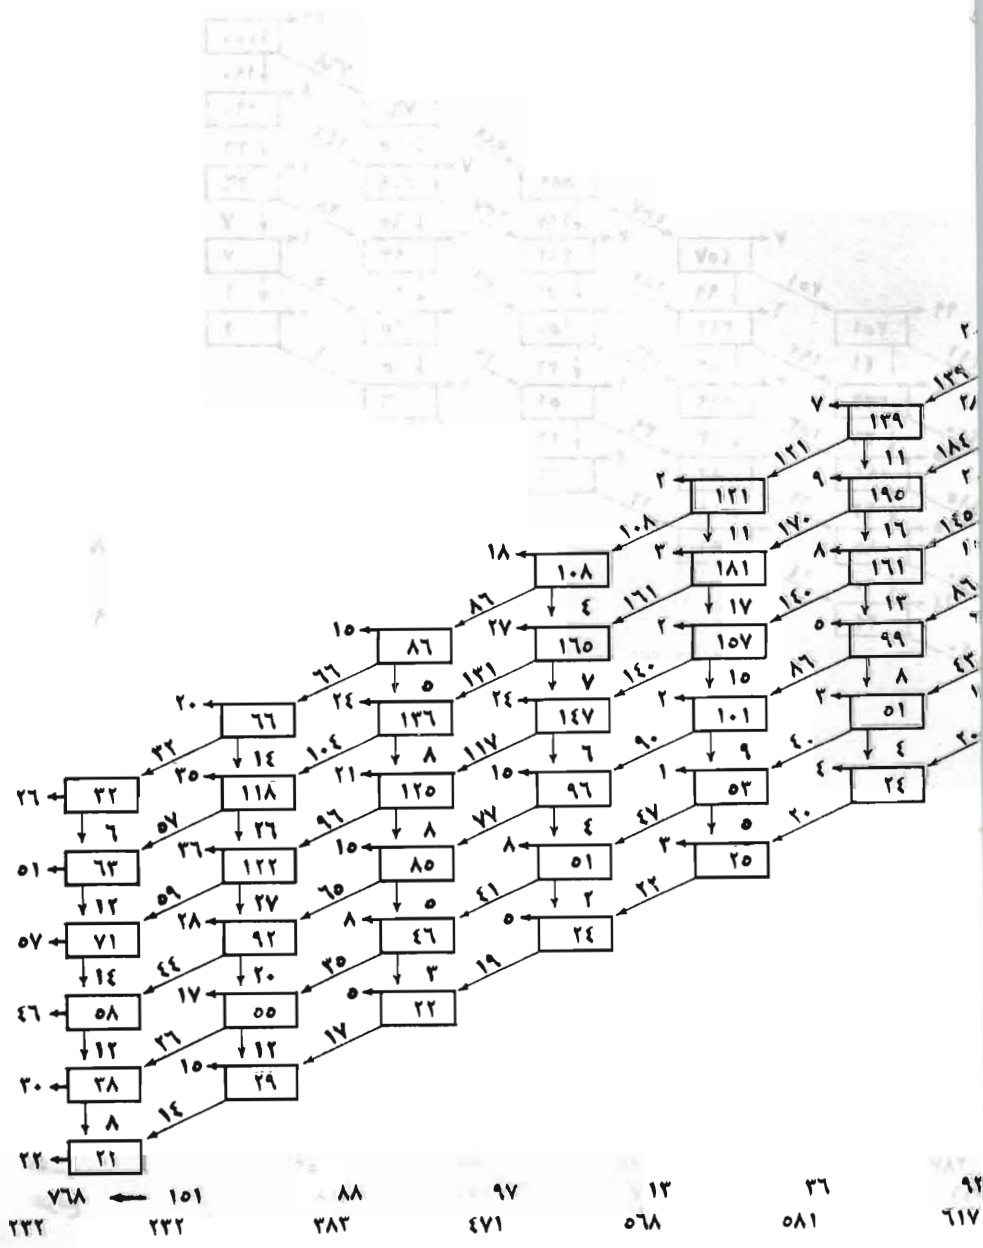 ١٣٩
٧ ١٣٩
١٢١ ١١ ١٨٤
٢ ١٢١ ٩ ١٩٥
١٠٨ ١١ ١٧٠ ١٦ ١٤٥
١٨ ١٠٨ ٣ ١٨١ ٨ ١٦١
٨٦ ٤ ١٦١ ١٧ ١٤٠ ١٣ ٨٦
١٥ ٨٦ ٢٧ ١٦٥ ٢ ١٥٧ ٥ ٩٩
٦٦ ٥ ١٣١ ٧ ١٤٠ ١٥ ٨٦ ٨ ٤٣
٢٠ ٦٦ ٢٤ ١٣٦ ٢٤ ١٤٧ ٢ ١٠١ ٣ ٥١
٣٢ ١٤ ١٠٤ ٨ ١١٧ ٦ ٩٠ ٩ ٤٠ ٤ ٢٠
٢٦ ٣٢ ٣٥ ١١٨ ٢١ ١٢٥ ١٥ ٩٦ ١ ٥٣ ٤ ٢٤
٦ ٥٧ ٢٦ ٩٦ ٨ ٧٧ ٤ ٤٧ ٥ ٢٠
٥١ ٦٣ ٣٦ ١٢٢ ١٥ ٨٥ ٨ ٥١ ٣ ٢٥
١٢ ٥٩ ٢٧ ٦٥ ٥ ٤١ ٢ ٢٢
٥٧ ٧١ ٢٨ ٩٢ ٨ ٤٦ ٥ ٢٤
١٤ ٤٤ ٢٠ ٣٥ ٣ ١٩
٤٦ ٥٨ ١٧ ٥٥ ٥ ٢٢
١٢ ٢٦ ١٢ ١٧
٣٠ ٣٨ ١٥ ٢٩
٨ ١٤
٢٢ ٢١
٧٦٨ ← ١٥١ ٨٨ ٩٧ ١٣ ٣٦ ٩٢
٢٣٢ ٢٣٢ ٣٨٣ ٤٧١ ٥٦٨ ٥٨١ ٦١٧